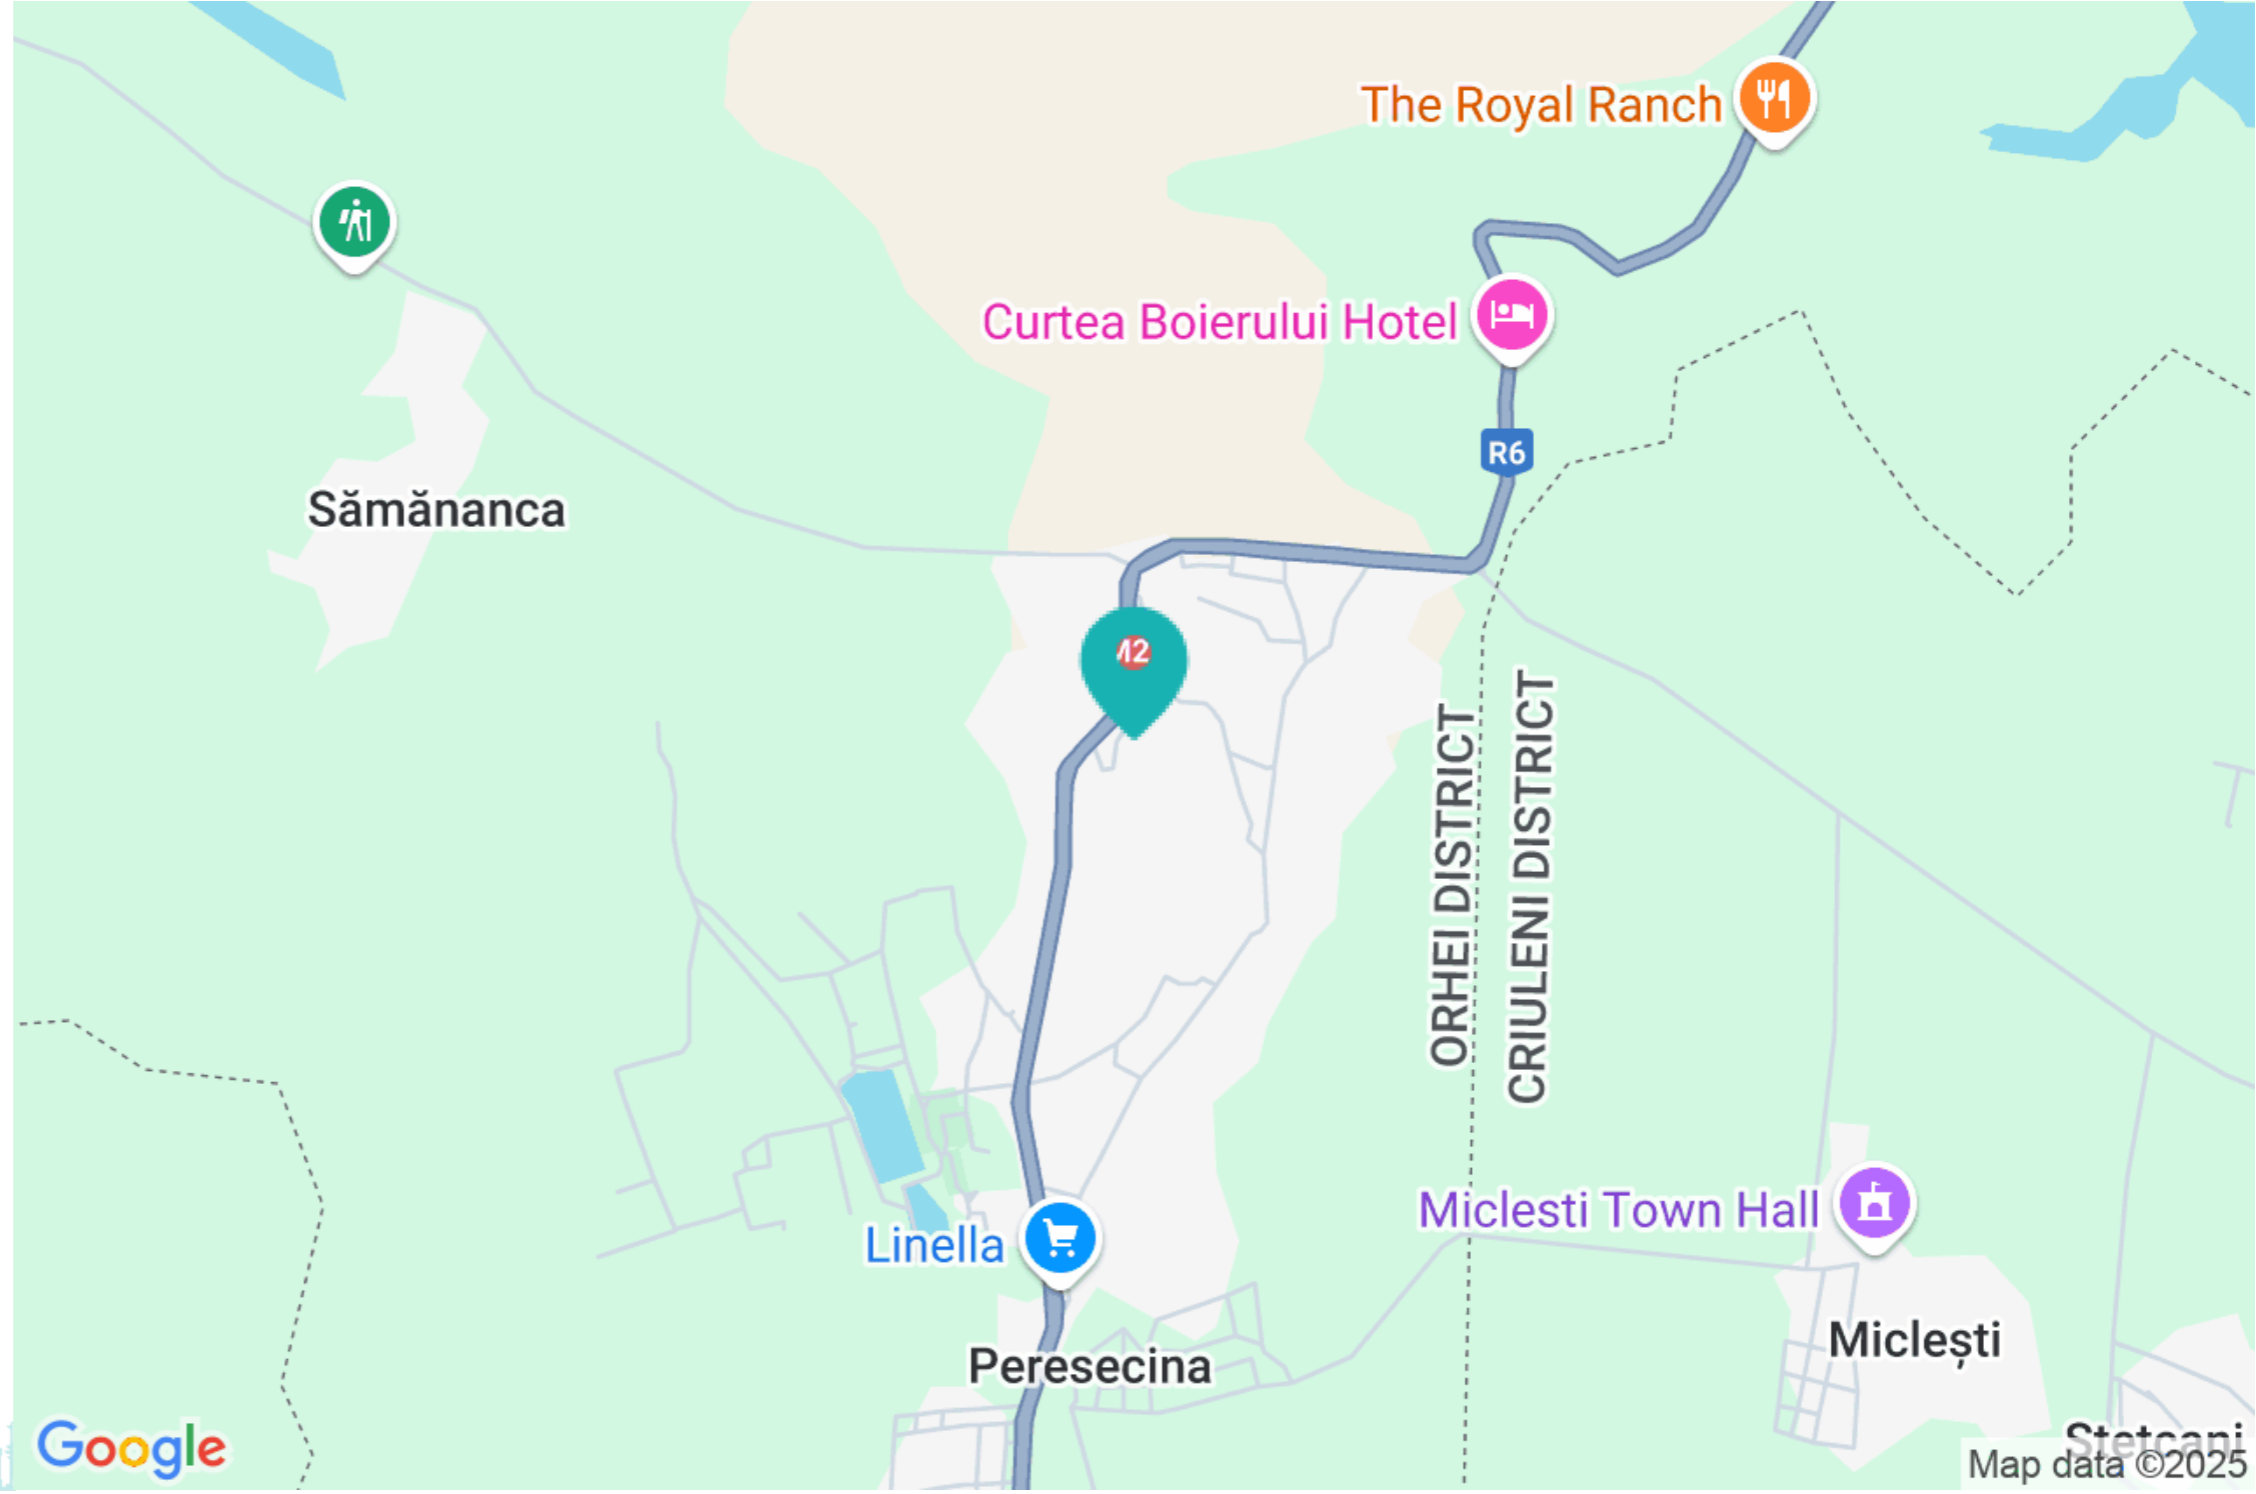 The Royal Ranch
Curtea Boierului Hotel
R6
Sămănanca
ORHEI DISTRICT
CRIULENI DISTRICT
Linella
Miclesti Town Hall
Peresecina
Miclești
Google
Map data ©2025